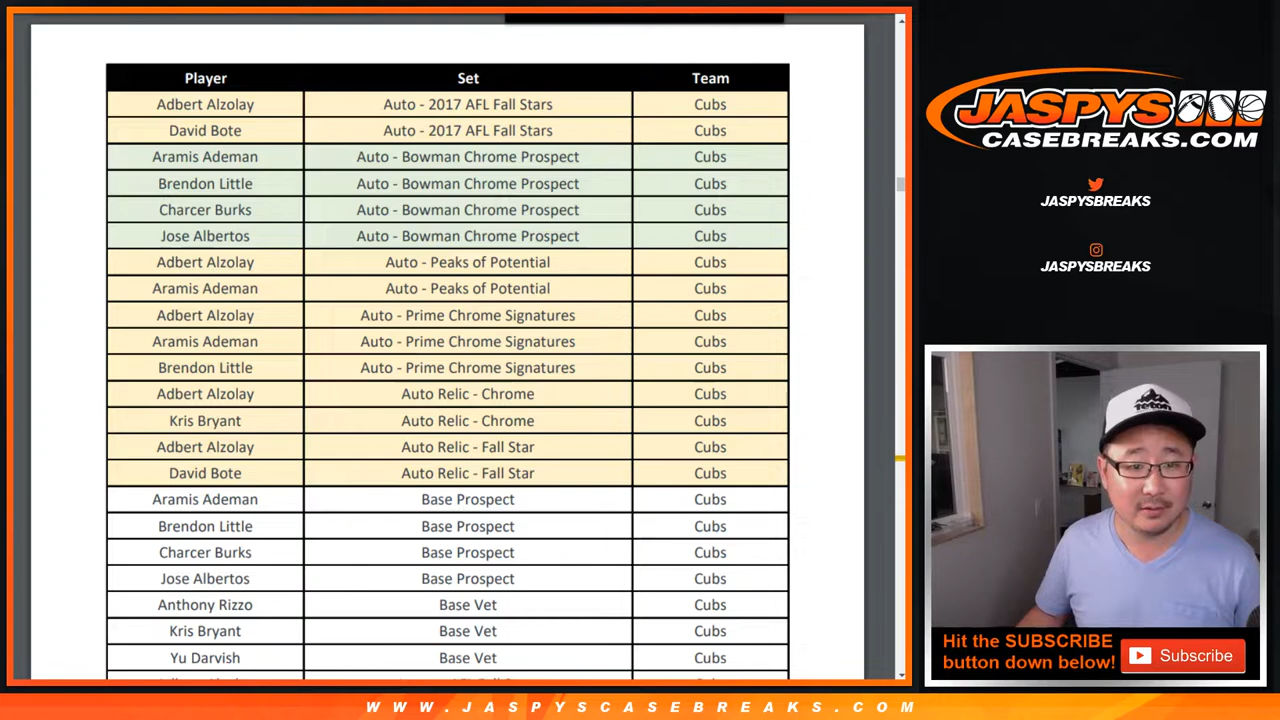 Player Set Team
Adbert Alzolay Auto - 2017 AFL Fall Stars Cubs
David Bote Auto - 2017 AFL Fall Stars Cubs
Aramis Ademan Auto - Bowman Chrome Prospect Cubs
Brendon Little Auto - Bowman Chrome Prospect Cubs
Charcer Burks Auto - Bowman Chrome Prospect Cubs
Jose Albertos Auto - Bowman Chrome Prospect Cubs
Adbert Alzolay Auto - Peaks of Potential Cubs
Aramis Ademan Auto - Peaks of Potential Cubs
Adbert Alzolay Auto - Prime Chrome Signatures Cubs
Aramis Ademan Auto - Prime Chrome Signatures Cubs
Brendon Little Auto - Prime Chrome Signatures Cubs
Adbert Alzolay Auto Relic - Chrome Cubs
Kris Bryant Auto Relic - Chrome Cubs
Adbert Alzolay Auto Relic - Fall Star Cubs
David Bote Auto Relic - Fall Star Cubs
Aramis Ademan Base Prospect Cubs
Brendon Little Base Prospect Cubs
Charcer Burks Base Prospect Cubs
Jose Albertos Base Prospect Cubs
Anthony Rizzo Base Vet Cubs
Kris Bryant Base Vet Cubs
Yu Darvish Base Vet Cubs
JASPYS
CASEBREAKS.COM
JASPYSBREAKS
JASPYSBREAKS
Teton
Hit the SUBSCRIBE
button down below!
Subscribe
WWW.JASPYSCASEBREAKS.COM